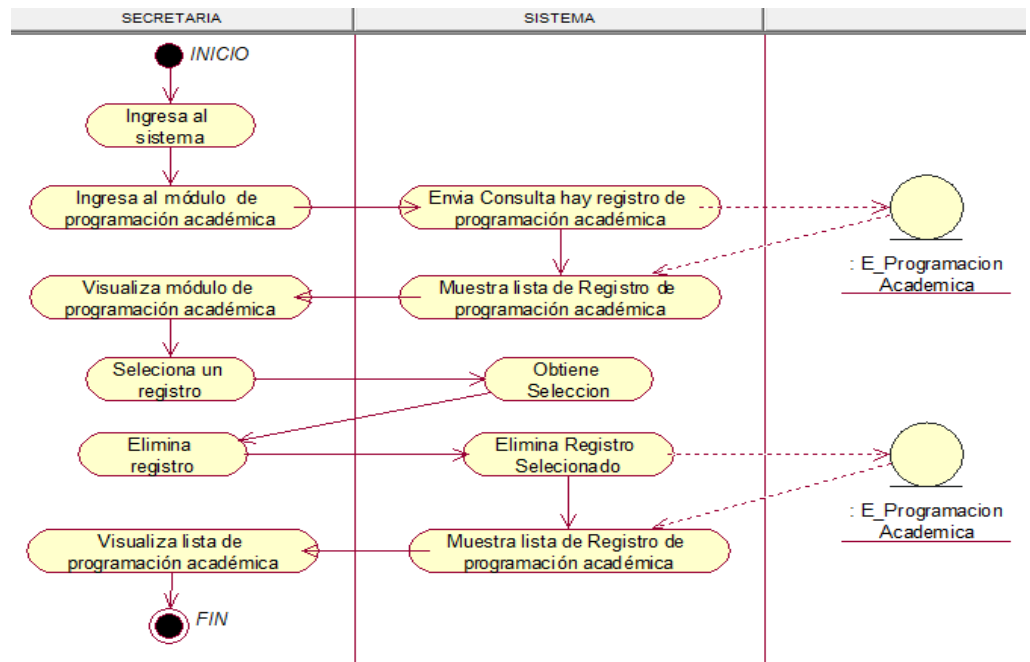 SECRETARIA
SISTEMA
INICIO
Ingresa al
sistema
Ingresa al módulo de
programación académica
Envia Consulta hay registro de
programación académica
: E_Programacion
Academica
Visualiza módulo de
programación académica
Muestra lista de Registro de
programación académica
Seleciona un
registro
Obtiene
Seleccion
Elimina
registro
Elimina Registro
Selecionado
: E_Programacion
Academica
Visualiza lista de
programación académica
Muestra lista de Registro de
programación académica
FIN